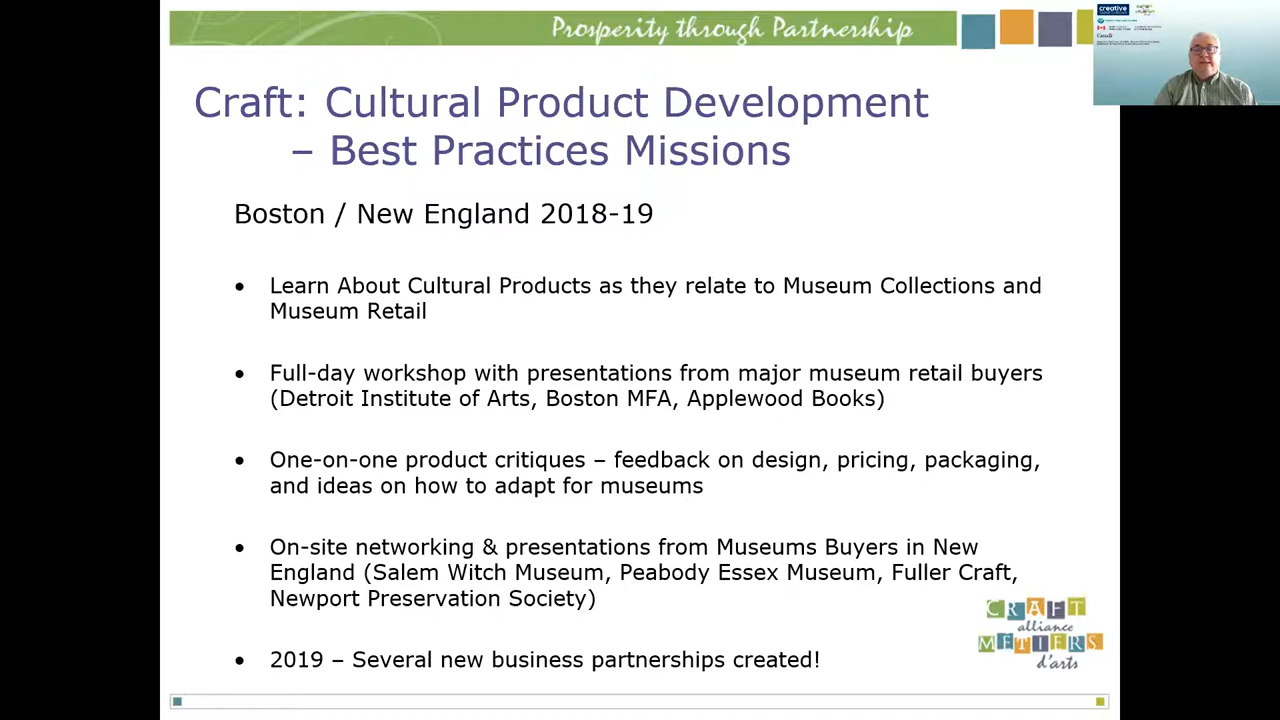 Prosperity through Partnership
creative
Canada
Craft: Cultural Product Development
– Best Practices Missions
Boston / New England 2018-19
• Learn About Cultural Products as they relate to Museum Collections and
Museum Retail
• Full-day workshop with presentations from major museum retail buyers
(Detroit Institute of Arts, Boston MFA, Applewood Books)
• One-on-one product critiques – feedback on design, pricing, packaging,
and ideas on how to adapt for museums
• On-site networking & presentations from Museums Buyers in New
England (Salem Witch Museum, Peabody Essex Museum, Fuller Craft,
Newport Preservation Society)
• 2019 – Several new business partnerships created!
CRAFT
alliance
METIERS
d'arts